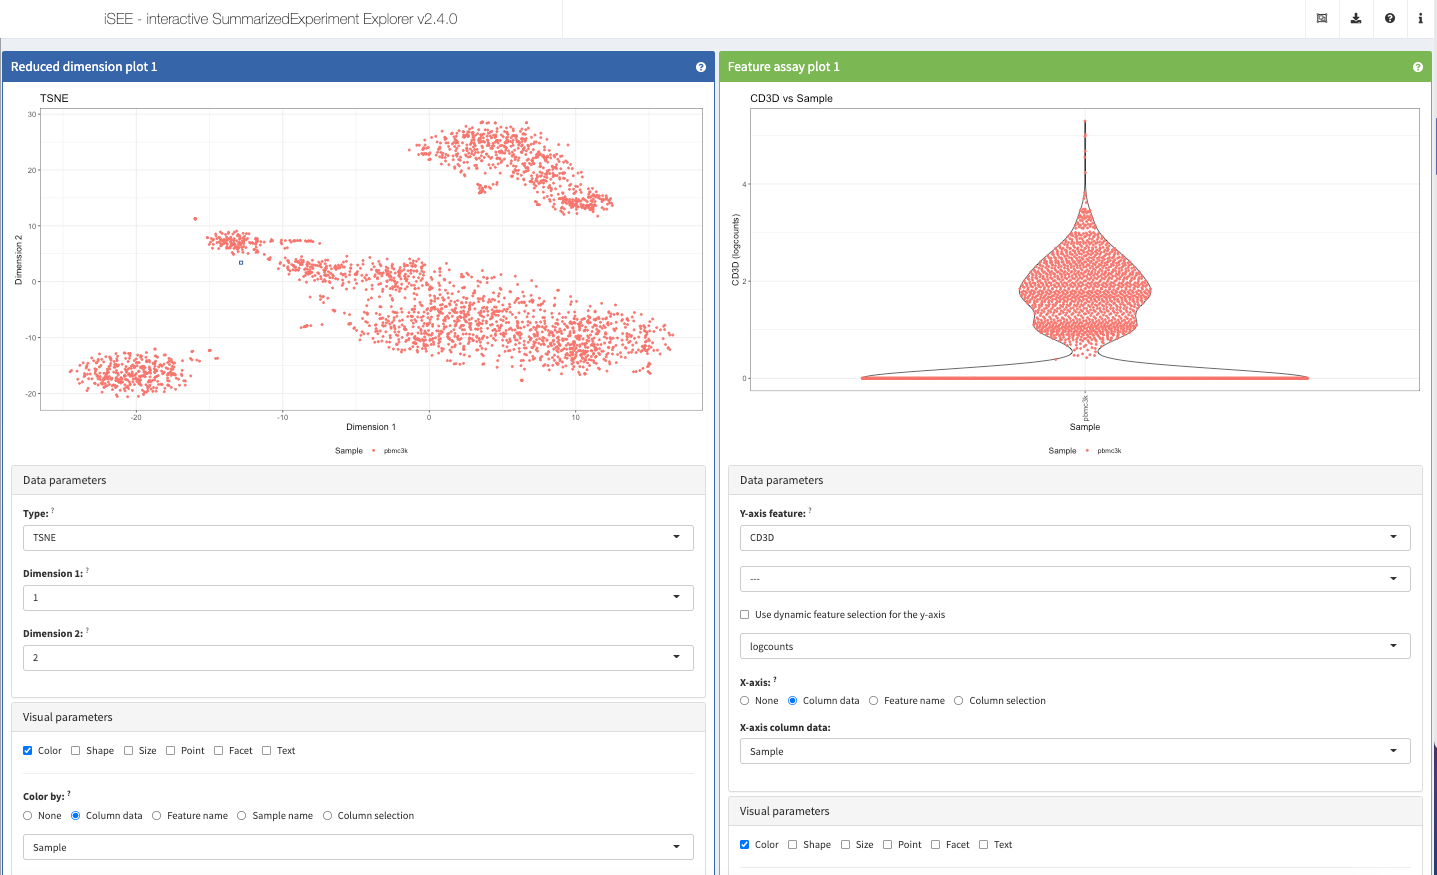 iSEE - interactive SummarizedExperiment Explorer v2.4.0
Reduced dimension plot 1
TSNE
30
20
10
0
-10
-20
Dimension 2
-20
-10
0
10
Dimension 1
Sample
pbmc3k
Data parameters
Type: ?
TSNE
Dimension 1: ?
1
Dimension 2: ?
2
Visual parameters
Color Shape Size Point Facet Text
Color by: ?
None Column data Feature name Sample name Column selection
Sample
Feature assay plot 1
CD3D vs Sample
4
2
0
CD3D (logcounts)
pbmc3k
Sample
Sample
pbmc3k
Data parameters
Y-axis feature: ?
CD3D
---
Use dynamic feature selection for the y-axis
logcounts
X-axis: ?
None Column data Feature name Column selection
X-axis column data:
Sample
Visual parameters
Color Shape Size Point Facet Text